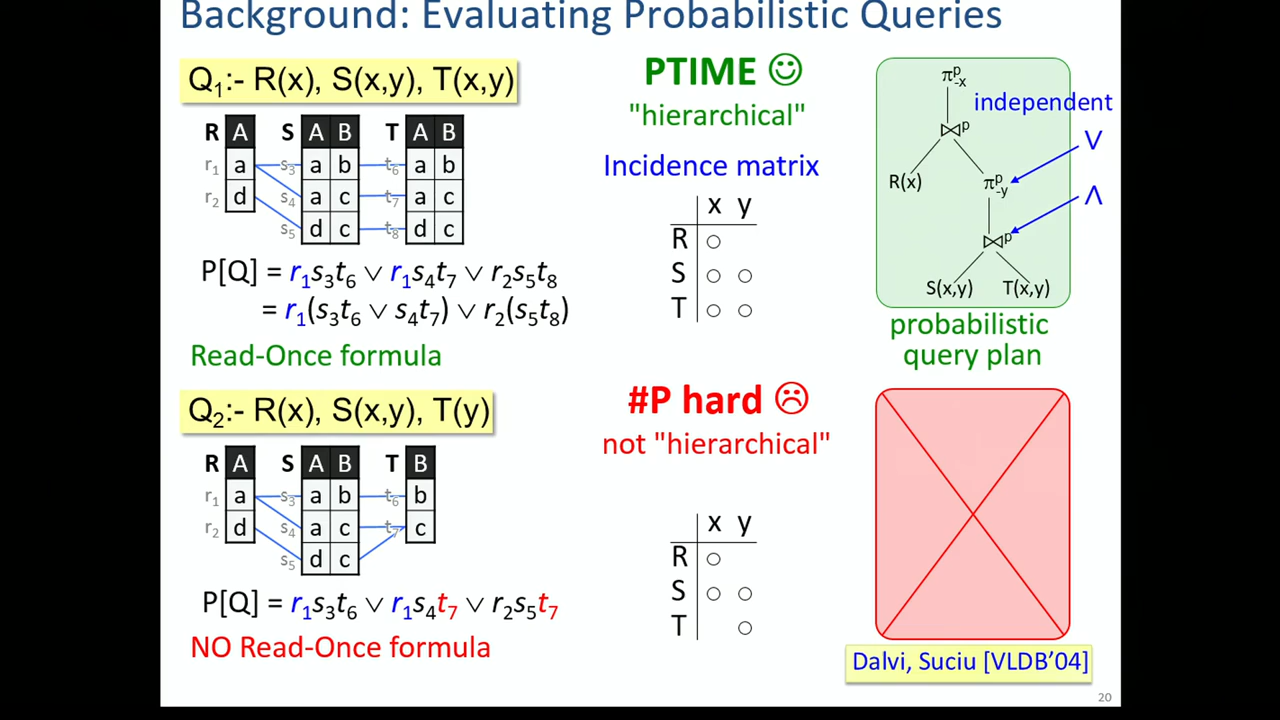 Background: Evaluating Probabilistic Queries
Q1:- R(x), S(x,y), T(x,y)
R A S A B T A B
r1 a s3 a b t6 a b
r2 d s4 a c t7 a c
s5 d c t8 d c
P[Q] = r1s3t6 ∨ r1s4t7 ∨ r2s5t8
= r1(s3t6 ∨ s4t7) ∨ r2(s5t8)
Read-Once formula
PTIME ☺
"hierarchical"
Incidence matrix
x y
R ○
S ○ ○
T ○ ○
π^p_-x
independent
⋈^p
V
R(x) π^p_-y
Λ
⋈^p
S(x,y) T(x,y)
probabilistic
query plan
Q2:- R(x), S(x,y), T(y)
R A S A B T B
r1 a s3 a b t6 b
r2 d s4 a c t7 c
s5 d c
P[Q] = r1s3t6 ∨ r1s4t7 ∨ r2s5t7
NO Read-Once formula
#P hard ☹
not "hierarchical"
x y
R ○
S ○ ○
T ○
Dalvi, Suciu [VLDB'04]
20